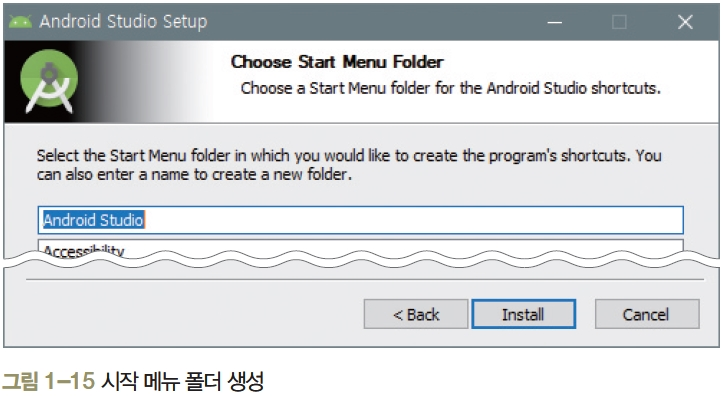 Android Studio Setup
Choose Start Menu Folder
Choose a Start Menu folder for the Android Studio shortcuts.
Select the Start Menu folder in which you would like to create the program's shortcuts. You
can also enter a name to create a new folder.
Android Studio
Accessibility
< Back
Install
Cancel
그림 1-15 시작 메뉴 폴더 생성